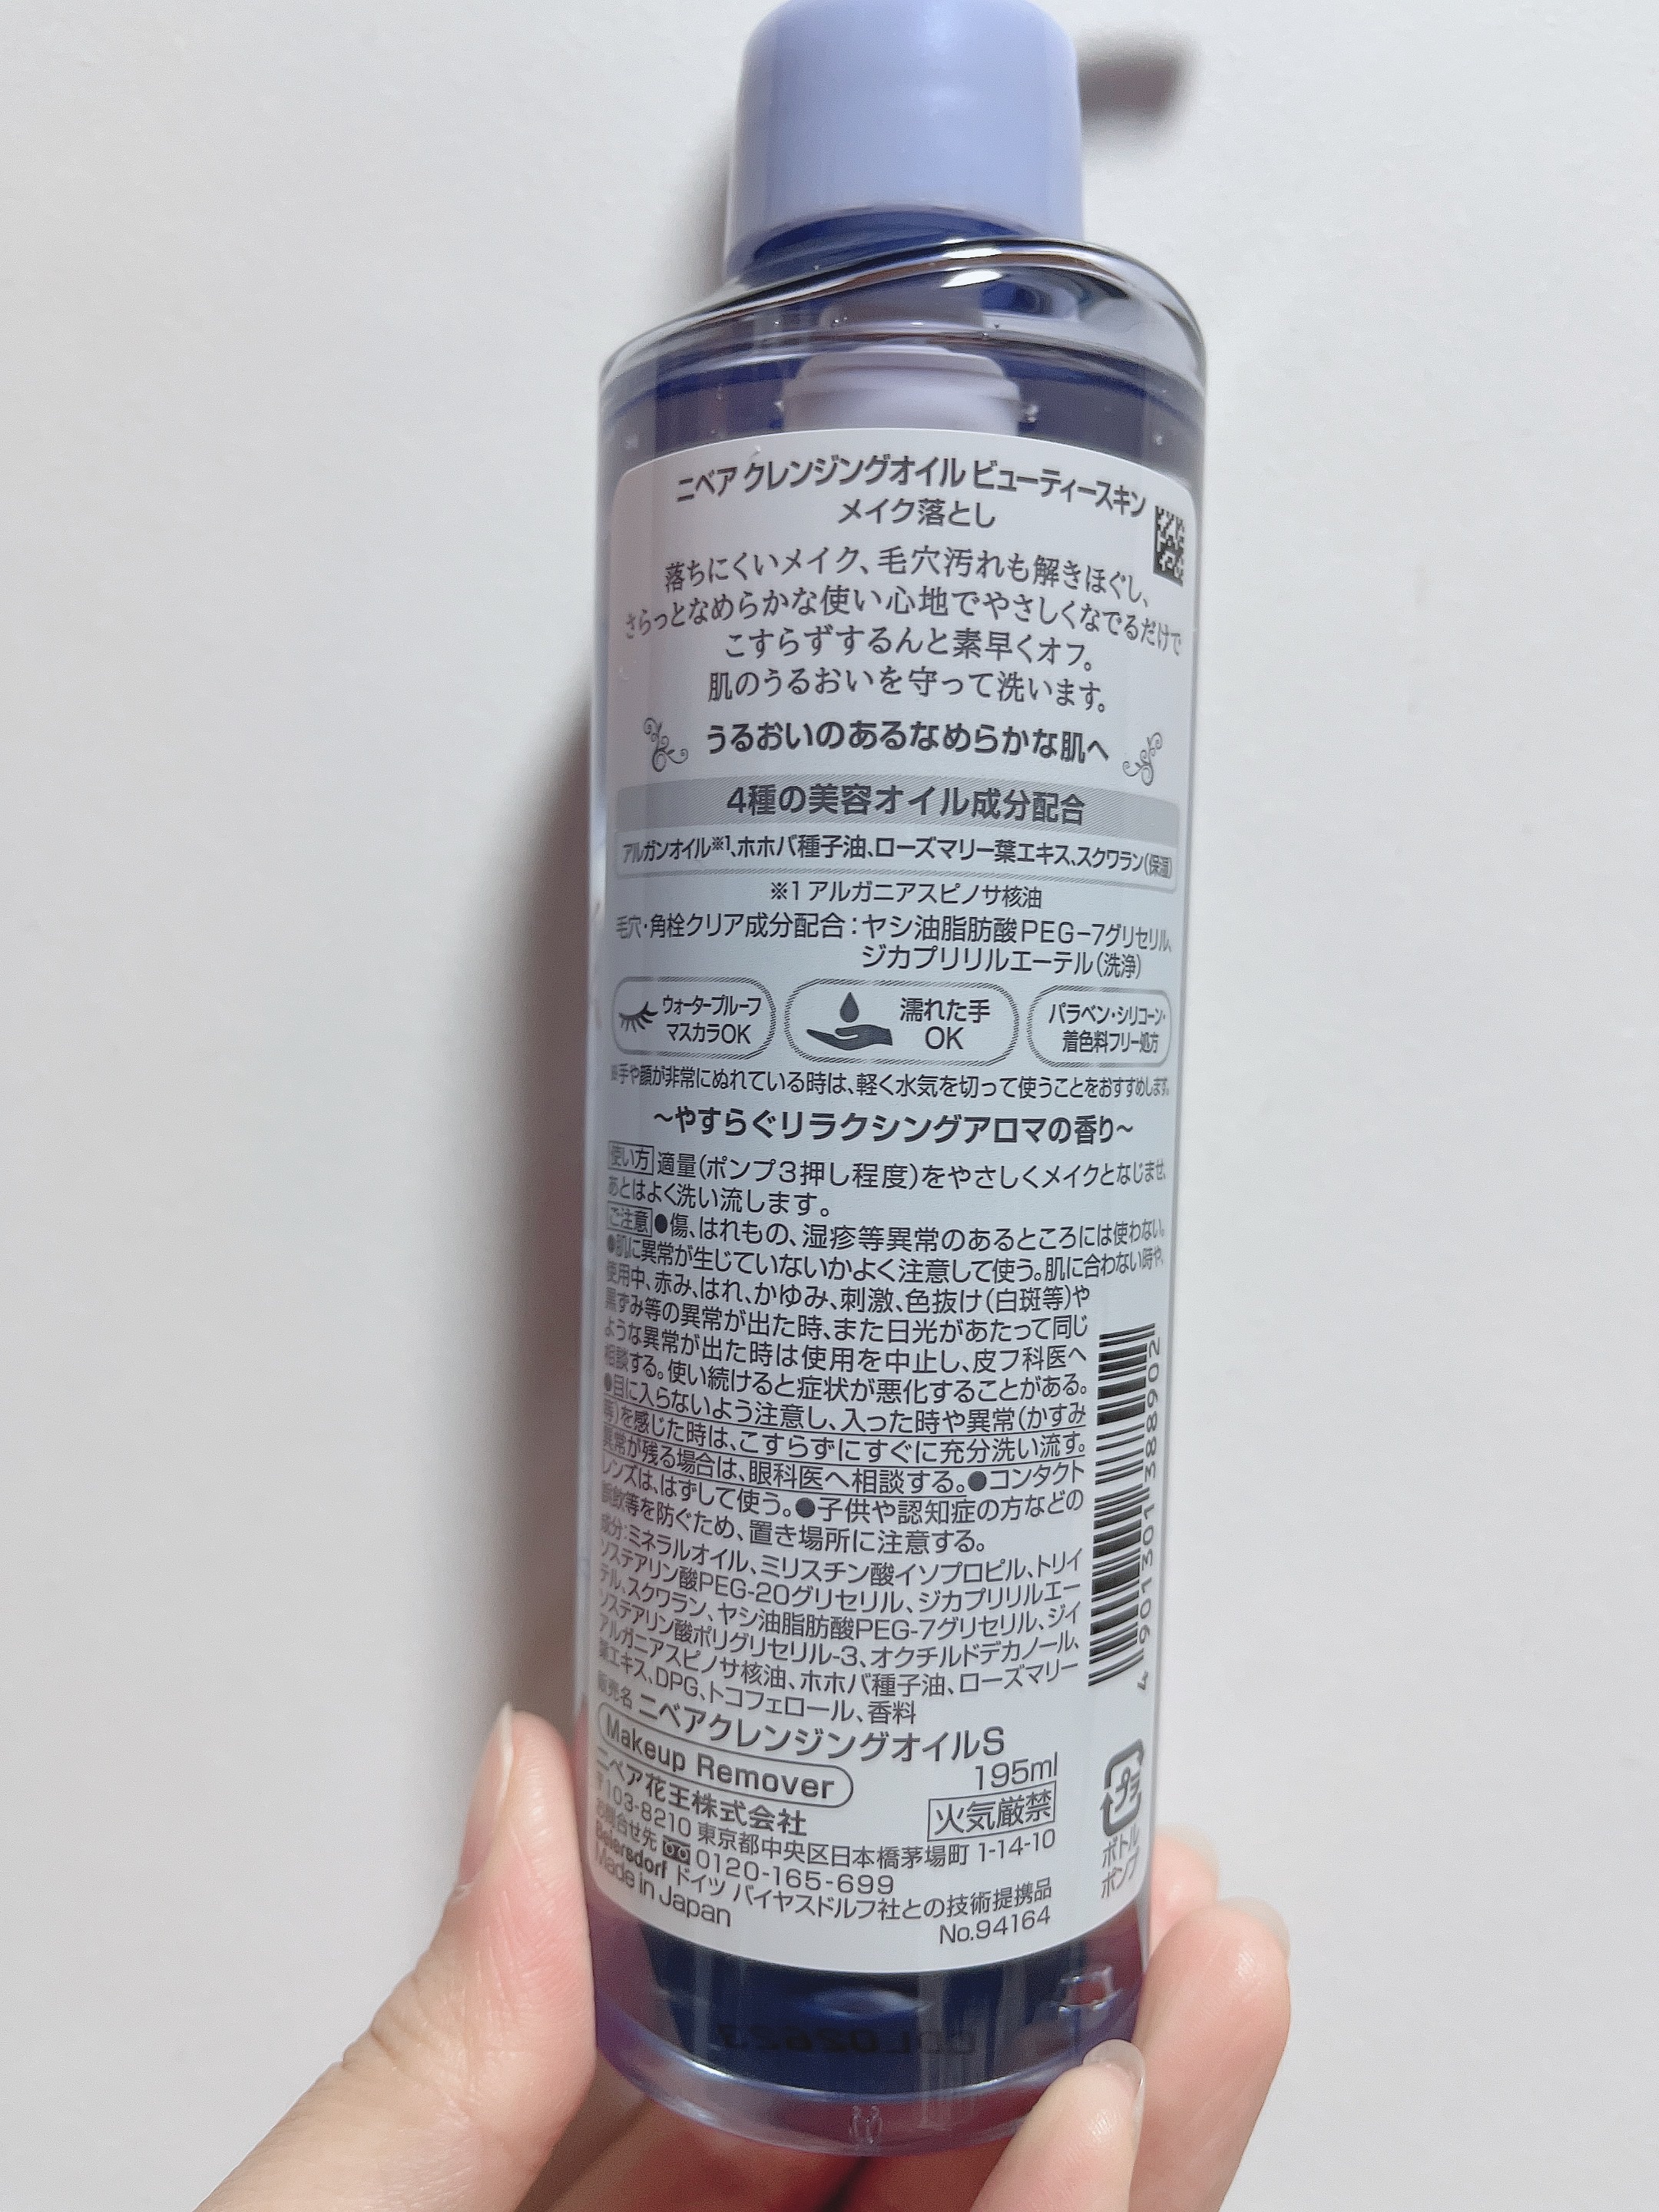 ニベア クレンジングオイル ビューティースキン
メイク落とし
落ちにくいメイク、毛穴汚れも解きほぐし、
さらっとなめらかな使い心地でやさしくなでるだけで
こすらずするんと素早くオフ。
肌のうるおいを守って洗います。
うるおいのあるなめらかな肌へ
4種の美容オイル成分配合
アルガンオイル※1、ホホバ種子油、ローズマリー葉エキス、スクワラン(保湿)
※1 アルガニアスピノサ核油
毛穴・角栓クリア成分配合:ヤシ油脂肪酸PEG-7グリセリル、
ジカプリリルエーテル(洗浄)
ウォータープルーフ
マスカラOK
濡れた手
OK
パラベン・シリコーン・
着色料フリー処方
※手や顔が非常にぬれている時は、軽く水気を切って使うことをおすすめします。
~やすらぐリラクシングアロマの香り~
使い方 適量(ポンプ3押し程度)をやさしくメイクとなじませ、
あとはよく洗い流します。
ご注意 ●傷、はれもの、湿疹等異常のあるところには使わない。
●肌に異常が生じていないかよく注意して使う。肌に合わない時や、
使用中、赤み、はれ、かゆみ、刺激、色抜け(白斑等)や
黒ずみ等の異常が出た時、また日光があたって同じ
ような異常が出た時は使用を中止し、皮フ科医へ
相談する。使い続けると症状が悪化することがある。
●目に入らないよう注意し、入った時や異常(かすみ
等)を感じた時は、こすらずにすぐに充分洗い流す。
異常が残る場合は、眼科医へ相談する。●コンタクト
レンズは、はずして使う。●子供や認知症の方などの
誤飲等を防ぐため、置き場所に注意する。
成分:ミネラルオイル、ミリスチン酸イソプロピル、トリイ
ソステアリン酸PEG-20グリセリル、ジカプリリルエー
テル、スクワラン、ヤシ油脂肪酸PEG-7グリセリル、ジイ
ソステアリン酸ポリグリセリル-3、オクチルドデカノール、
アルガニアスピノサ核油、ホホバ種子油、ローズマリー
葉エキス、DPG、トコフェロール、香料
販売名 ニベアクレンジングオイルS
Makeup Remover
195ml
ニベア花王株式会社
火気厳禁
〒103-8210 東京都中央区日本橋茅場町 1-14-10
お問合せ先 0120-165-699
Beiersdorf ドイツ バイヤスドルフ社との技術提携品
Made in Japan
No.94164
4 901301 388902
プラ
ボトル
ポンプ